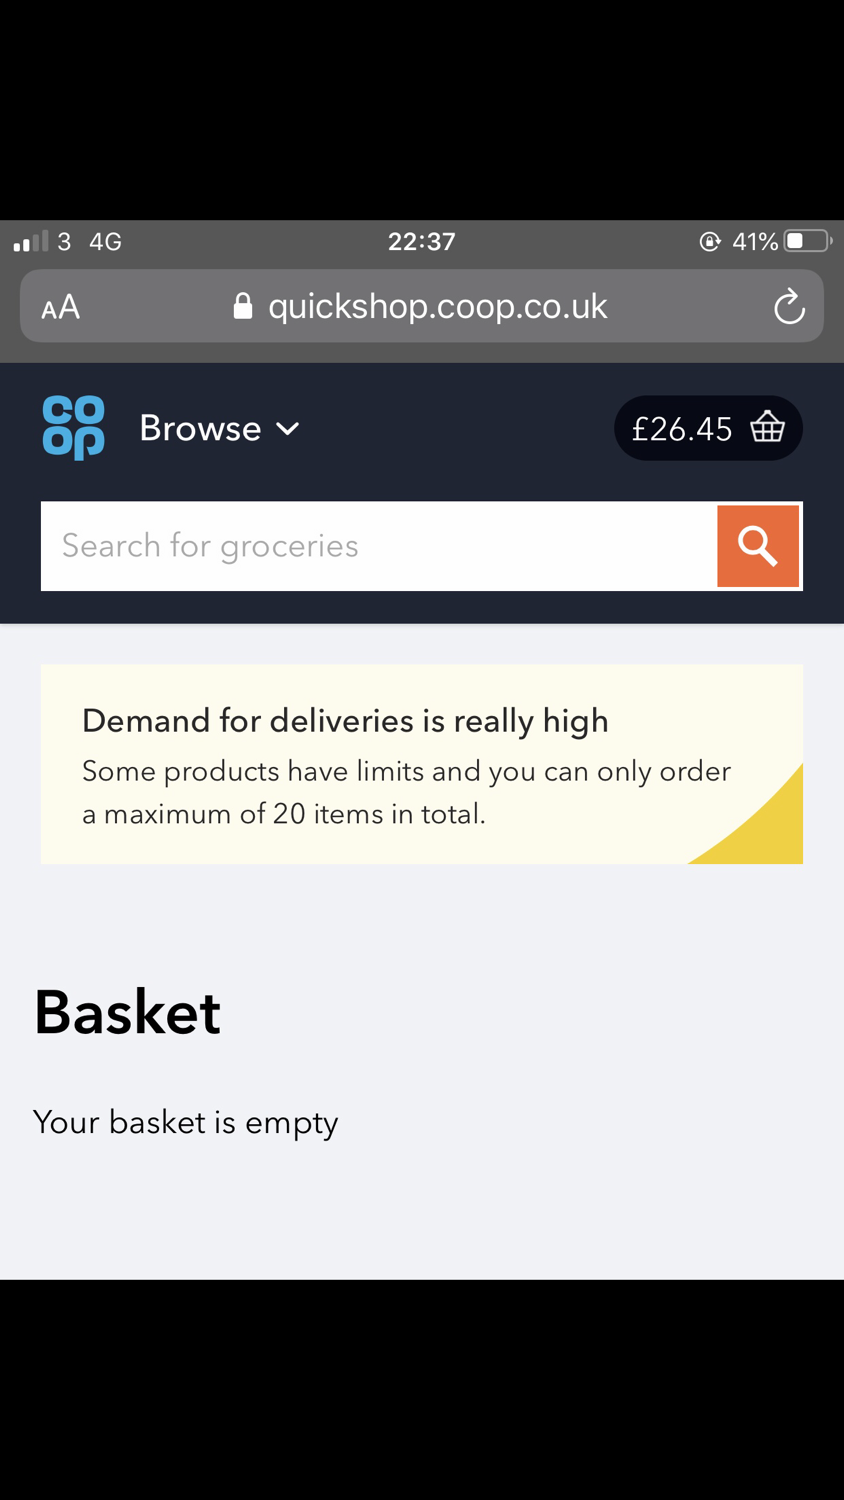 3 4G 22:37 41%
AA quickshop.coop.co.uk
CO
OP
Browse £26.45
Search for groceries
Demand for deliveries is really high
Some products have limits and you can only order
a maximum of 20 items in total.
Basket
Your basket is empty